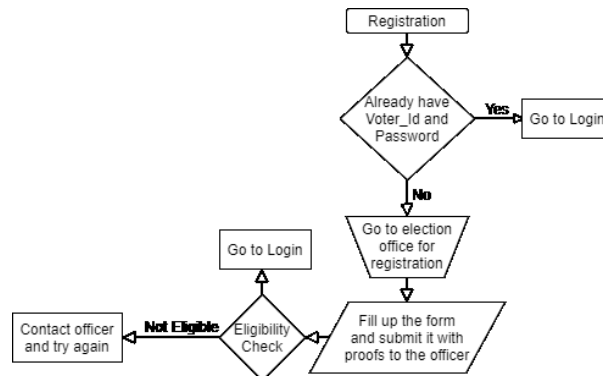 Registration
Already have
Voter_Id and
Password
Yes
Go to Login
No
Go to election
office for
registration
Go to Login
Fill up the form
and submit it with
proofs to the officer
Eligibility
Check
Not Eligible
Contact officer
and try again